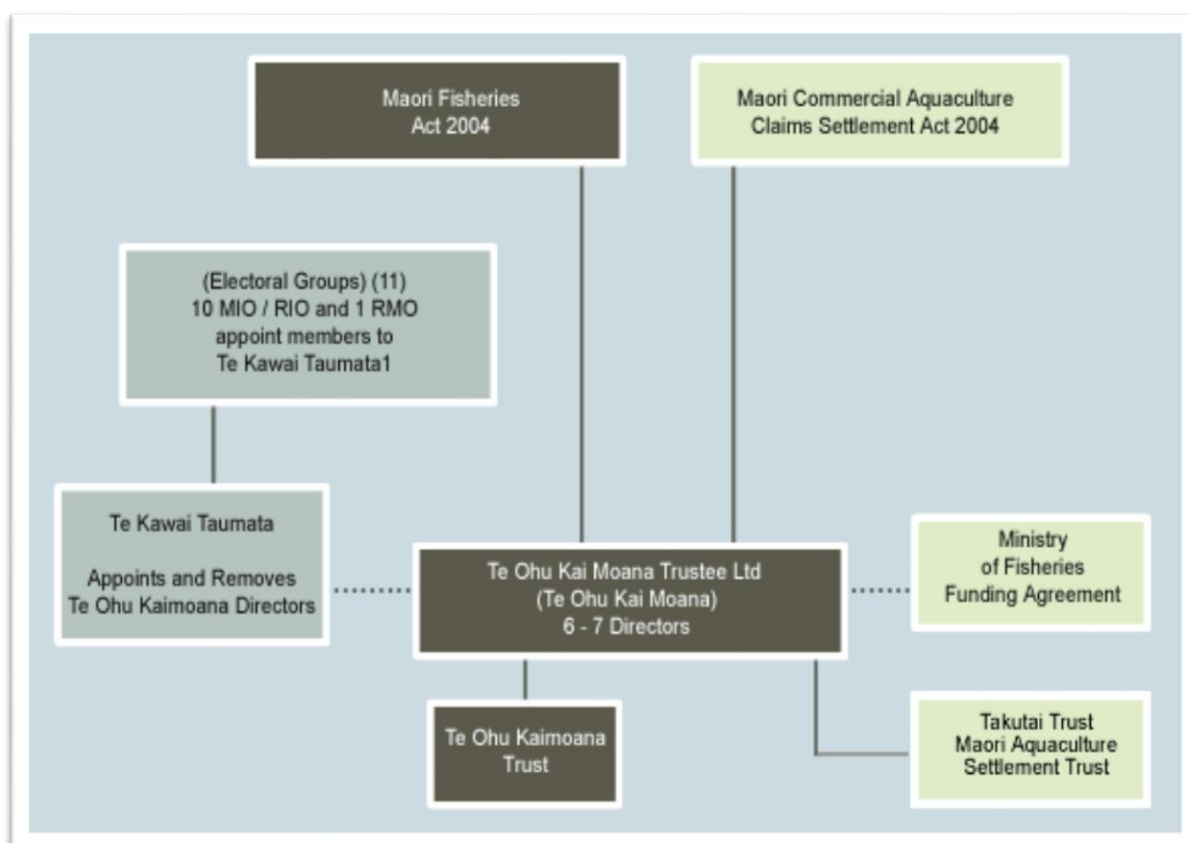 Maori Fisheries
Act 2004
Maori Commercial Aquaculture
Claims Settlement Act 2004
(Electoral Groups) (11)
10 MIO / RIO and 1 RMO
appoint members to
Te Kawai Taumata1
Te Kawai Taumata
Appoints and Removes
Te Ohu Kaimoana Directors
Te Ohu Kai Moana Trustee Ltd
(Te Ohu Kai Moana)
6 - 7 Directors
Ministry
of Fisheries
Funding Agreement
Te Ohu Kaimoana
Trust
Takutai Trust
Maori Aquaculture
Settlement Trust